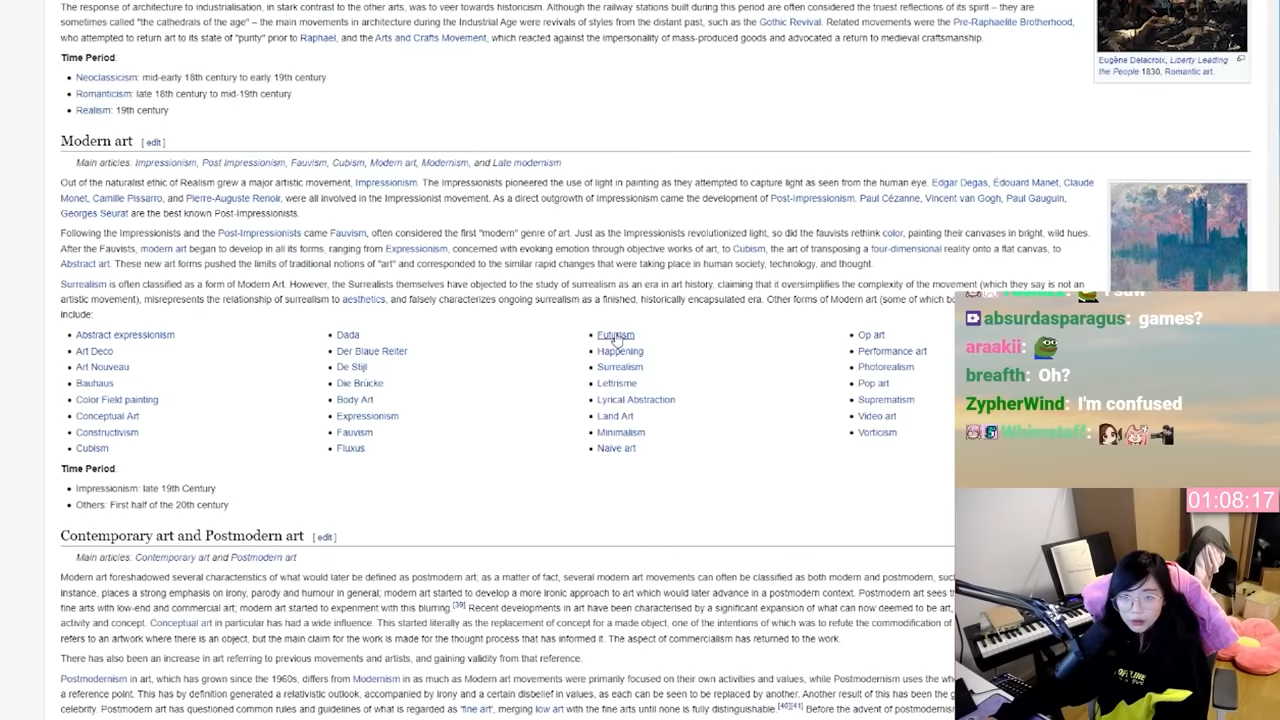 The response of architecture to industrialisation, in stark contrast to the other arts, was to veer towards historicism. Although the railway stations built during this period are often considered the truest reflections of its spirit – they are
sometimes called "the cathedrals of the age" – the main movements in architecture during the Industrial Age were revivals of styles from the distant past, such as the Gothic Revival. Related movements were the Pre-Raphaelite Brotherhood,
who attempted to return art to its state of "purity" prior to Raphael, and the Arts and Crafts Movement, which reacted against the impersonality of mass-produced goods and advocated a return to medieval craftsmanship.
Time Period:
• Neoclassicism: mid-early 18th century to early 19th century
• Romanticism: late 18th century to mid-19th century
• Realism: 19th century
Eugène Delacroix, Liberty Leading
the People 1830, Romantic art.
Modern art [ edit ]
Main articles: Impressionism, Post Impressionism, Fauvism, Cubism, Modern art, Modernism, and Late modernism
Out of the naturalist ethic of Realism grew a major artistic movement, Impressionism. The Impressionists pioneered the use of light in painting as they attempted to capture light as seen from the human eye. Edgar Degas, Édouard Manet, Claude
Monet, Camille Pissarro, and Pierre-Auguste Renoir, were all involved in the Impressionist movement. As a direct outgrowth of Impressionism came the development of Post-Impressionism. Paul Cézanne, Vincent van Gogh, Paul Gauguin,
Georges Seurat are the best known Post-Impressionists.
Following the Impressionists and the Post-Impressionists came Fauvism, often considered the first "modern" genre of art. Just as the Impressionists revolutionized light, so did the fauvists rethink color, painting their canvases in bright, wild hues.
After the Fauvists, modern art began to develop in all its forms, ranging from Expressionism, concerned with evoking emotion through objective works of art, to Cubism, the art of transposing a four-dimensional reality onto a flat canvas, to
Abstract art. These new art forms pushed the limits of traditional notions of "art" and corresponded to the similar rapid changes that were taking place in human society, technology, and thought.
Surrealism is often classified as a form of Modern Art. However, the Surrealists themselves have objected to the study of surrealism as an era in art history, claiming that it oversimplifies the complexity of the movement (which they say is not an
artistic movement), misrepresents the relationship of surrealism to aesthetics, and falsely characterizes ongoing surrealism as a finished, historically encapsulated era. Other forms of Modern art (some of which
include:
• Abstract expressionism
• Art Deco
• Art Nouveau
• Bauhaus
• Color Field painting
• Conceptual Art
• Constructivism
• Cubism
• Dada
• Der Blaue Reiter
• De Stijl
• Die Brücke
• Body Art
• Expressionism
• Fauvism
• Fluxus
• Futurism
• Happening
• Surrealism
• Lettrisme
• Lyrical Abstraction
• Land Art
• Minimalism
• Naive art
• Op art
• Performance art
• Photorealism
• Pop art
• Suprematism
• Video art
• Vorticism
Time Period:
• Impressionism: late 19th Century
• Others: First half of the 20th century
Contemporary art and Postmodern art [ edit ]
Main articles: Contemporary art and Postmodern art
Modern art foreshadowed several characteristics of what would later be defined as postmodern art; as a matter of fact, several modern art movements can often be classified as both modern and postmodern,
instance, places a strong emphasis on irony, parody and humour in general; modern art started to develop a more ironic approach to art which would later advance in a postmodern context. Postmodern art sees
fine arts with low-end and commercial art; modern art started to experiment with this blurring.[39] Recent developments in art have been characterised by a significant expansion of what can now deemed to be art,
activity and concept. Conceptual art in particular has had a wide influence. This started literally as the replacement of concept for a made object, one of the intentions of which was to refute the commodification of
refers to an artwork where there is an object, but the main claim for the work is made for the thought process that has informed it. The aspect of commercialism has returned to the work.
There has also been an increase in art referring to previous movements and artists, and gaining validity from that reference.
Postmodernism in art, which has grown since the 1960s, differs from Modernism in as much as Modern art movements were primarily focused on their own activities and values, while Postmodernism uses the
a reference point. This has by definition generated a relativistic outlook, accompanied by irony and a certain disbelief in values, as each can be seen to be replaced by another. Another result of this has been the
celebrity. Postmodern art has questioned common rules and guidelines of what is regarded as 'fine art', merging low art with the fine arts until none is fully distinguishable.[40][41] Before the advent of postmodernism
I saw
absurdasparagus: games?
araakii:
breafth: Oh?
ZypherWind: I'm confused
Whimstaff:
01:08:17